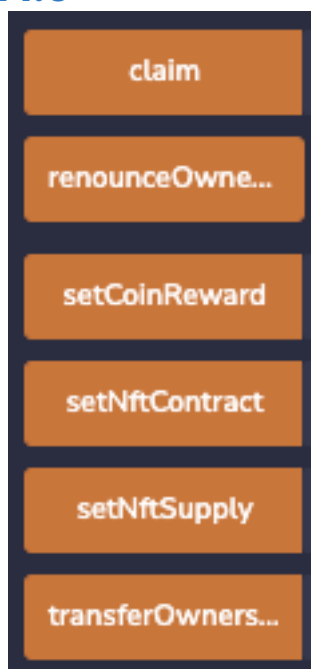 claim
renounceOwne...
setCoinReward
setNftContract
setNftSupply
transferOwners...